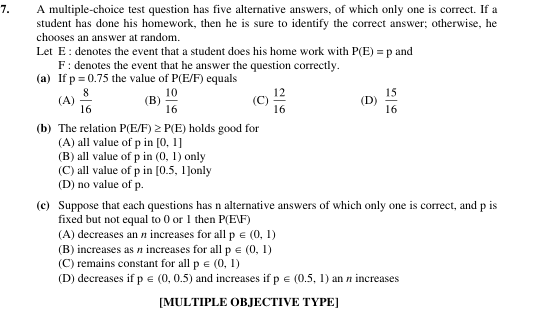 7. A multiple-choice test question has five alternative answers, of which only one is correct. If a
student has done his homework, then he is sure to identify the correct answer; otherwise, he
chooses an answer at random.
Let E : denotes the event that a student does his home work with P(E) = p and
F : denotes the event that he answer the question correctly.
(a) If p = 0.75 the value of P(E/F) equals
(A) 8/16 (B) 10/16 (C) 12/16 (D) 15/16
(b) The relation P(E/F) ≥ P(E) holds good for
(A) all value of p in [0, 1]
(B) all value of p in (0, 1) only
(C) all value of p in [0.5, 1]only
(D) no value of p.
(c) Suppose that each questions has n alternative answers of which only one is correct, and p is
fixed but not equal to 0 or 1 then P(E\F)
(A) decreases an n increases for all p ∈ (0, 1)
(B) increases as n increases for all p ∈ (0, 1)
(C) remains constant for all p ∈ (0, 1)
(D) decreases if p ∈ (0, 0.5) and increases if p ∈ (0.5, 1) an n increases
[MULTIPLE OBJECTIVE TYPE]